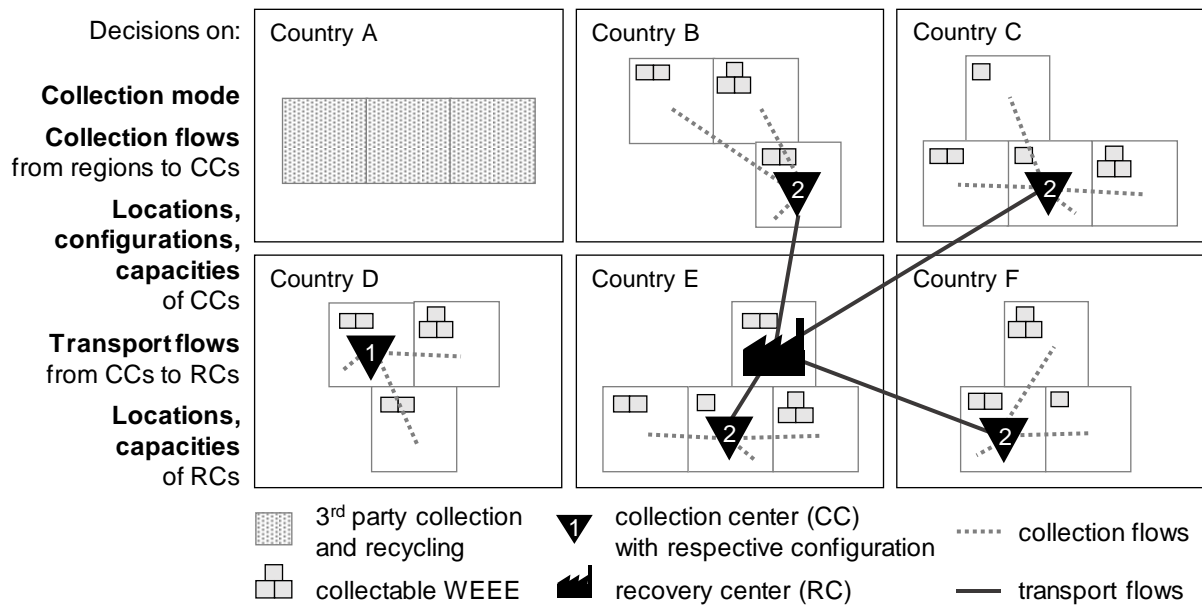 Decisions on:
Collection mode
Collection flows
from regions to CCs
Locations,
configurations,
capacities
of CCs
Transport flows
from CCs to RCs
Locations,
capacities
of RCs
Country A
Country B
2
Country C
2
Country D
1
Country E
2
Country F
2
3rd party collection
and recycling
collectable WEEE
1
collection center (CC)
with respective configuration
recovery center (RC)
collection flows
transport flows